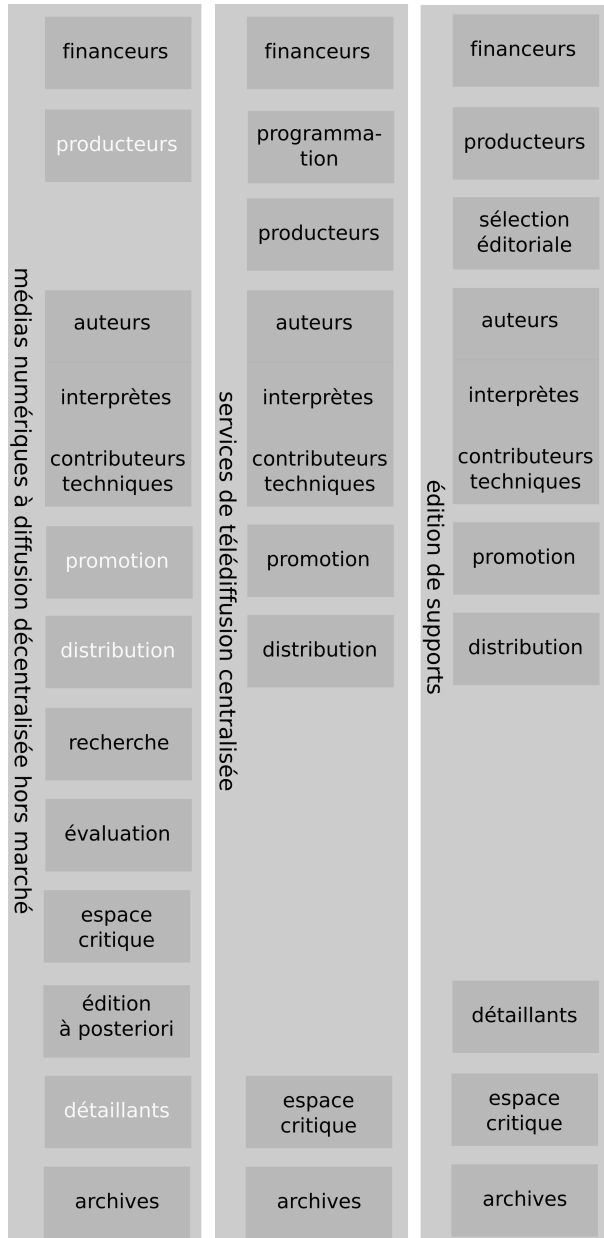 médias numériques à diffusion décentralisée hors marché
financeurs
producteurs
auteurs
interprètes
contributeurs
techniques
promotion
distribution
recherche
évaluation
espace
critique
édition
à posteriori
détaillants
archives
services de télédiffusion centralisée
financeurs
programma-
tion
producteurs
auteurs
interprètes
contributeurs
techniques
promotion
distribution
espace
critique
archives
édition de supports
financeurs
producteurs
sélection
éditoriale
auteurs
interprètes
contributeurs
techniques
promotion
distribution
détaillants
espace
critique
archives